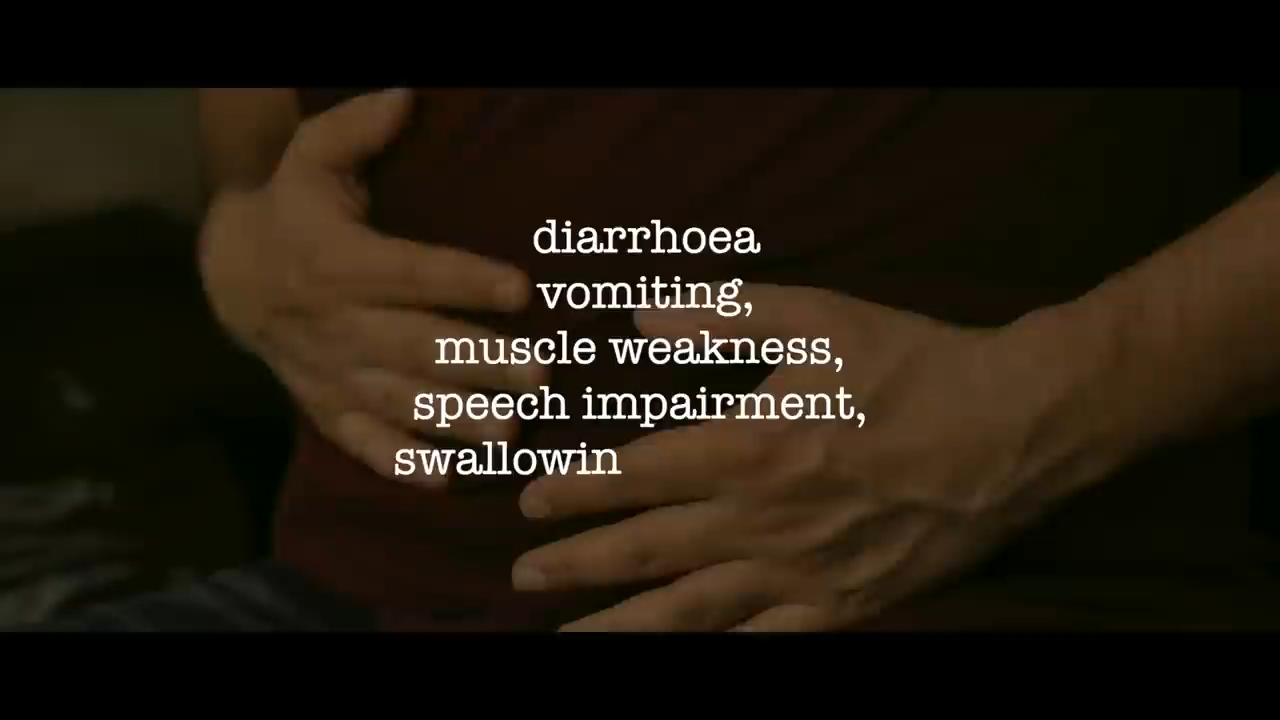 diarrhoea
vomiting,
muscle weakness,
speech impairment,
swallowin